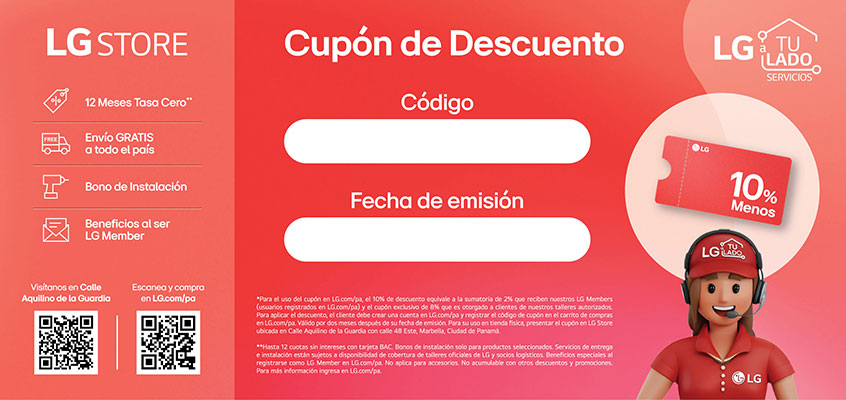 LG STORE
12 Meses Tasa Cero**
FREE
Envío GRATIS
a todo el país
Bono de Instalación
Beneficios al ser
LG Member
Visítanos en Calle
Aquilino de la Guardia
Escanea y compra
en LG.com/pa
Cupón de Descuento
Código
Fecha de emisión
*Para el uso del cupón en LG.com/pa, el 10% de descuento equivale a la sumatoria de 2% que reciben nuestros LG Members
(usuarios registrados en LG.com/pa) y el cupón exclusivo de 8% que es otorgado a clientes de nuestros talleres autorizados.
Para aplicar el descuento, el cliente debe crear una cuenta en LG.com/pa y registrar el código de cupón en el carrito de compras
en LG.com/pa. Válido por dos meses después de su fecha de emisión. Para su uso en tienda física, presentar el cupón en LG Store
ubicada en Calle Aquilino de la Guardia con calle 48 Este, Marbella, Ciudad de Panamá.
**Hasta 12 cuotas sin intereses con tarjeta BAC. Bonos de instalación solo para productos seleccionados. Servicios de entrega
e instalación están sujetos a disponibilidad de cobertura de talleres oficiales de LG y socios logísticos. Beneficios especiales al
registrarse como LG Member en LG.com/pa. No aplica para accesorios. No acumulable con otros descuentos y promociones.
Para más información ingresa en LG.com/pa.
LG a TU
LADO
SERVICIOS
LG
10%
Menos
LG a TU
LADO
LG